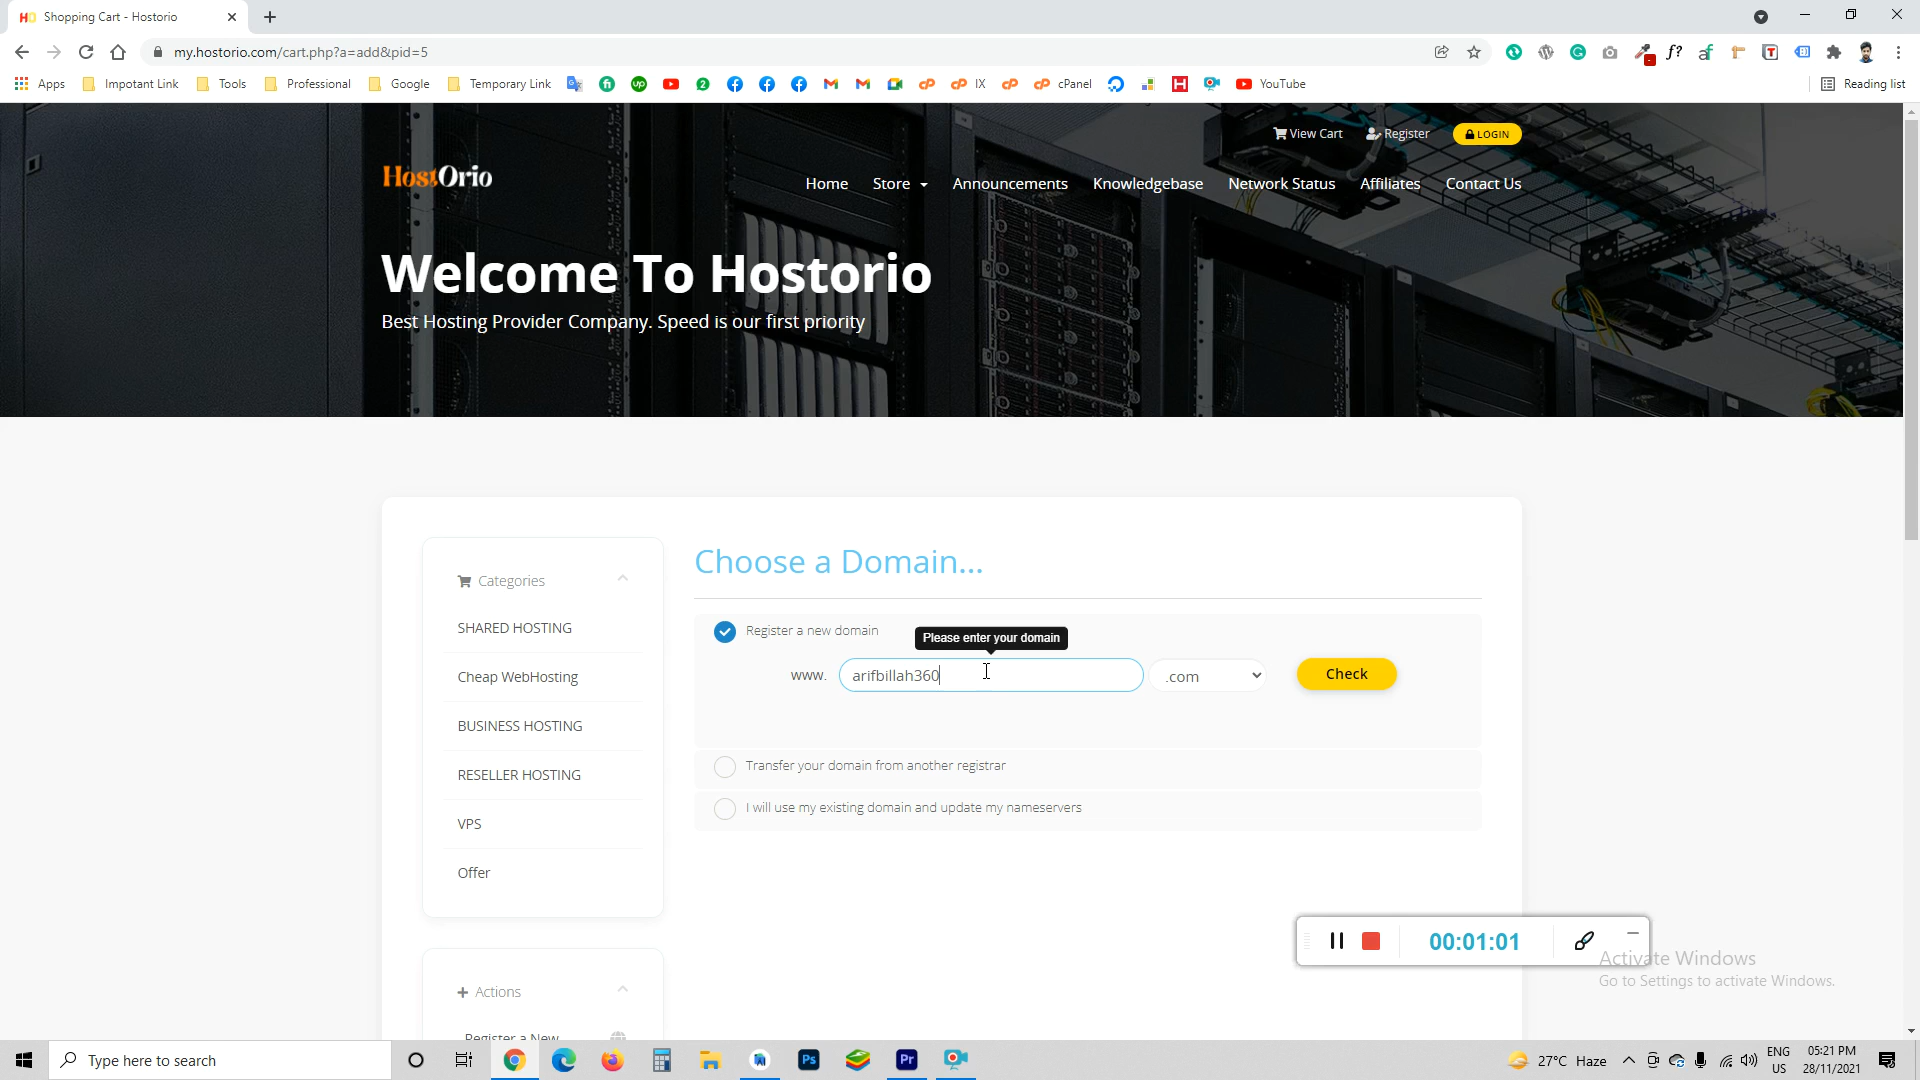 Shopping Cart - Hostorio
my.hostorio.com/cart.php?a=add&pid=5
Apps Impotant Link Tools Professional Google Temporary Link IX cPanel YouTube Reading list
View Cart Register LOGIN
HostOrio
Home Store Announcements Knowledgebase Network Status Affiliates Contact Us
Welcome To Hostorio
Best Hosting Provider Company. Speed is our first priority
Choose a Domain...
Categories
SHARED HOSTING
Cheap WebHosting
BUSINESS HOSTING
RESELLER HOSTING
VPS
Offer
Actions
Register a New
Register a new domain
Please enter your domain
www. arifbillah360 .com Check
Transfer your domain from another registrar
I will use my existing domain and update my nameservers
00:01:01
Activate Windows
Go to Settings to activate Windows.
Type here to search
27°C Haze
ENG
US
05:21 PM
28/11/2021